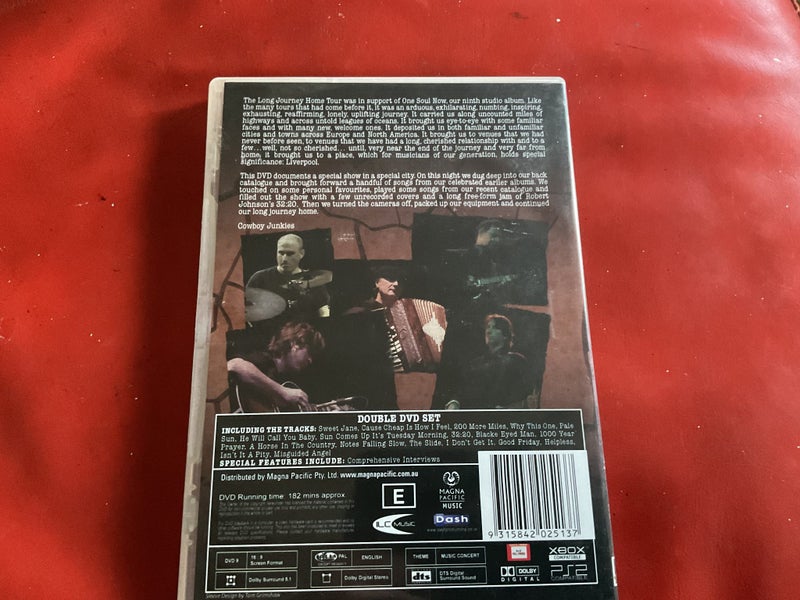 The Long Journey Home Tour was in support of One Soul Now, our ninth studio album. Like
the many tours that had come before it, it was an arduous, exhilarating, numbing, inspiring,
exhausting, reaffirming, lonely, uplifting journey. It carried us along uncounted miles of
highways and across untold leagues of oceans. It brought us eye-to-eye with some familiar
faces and with many new, welcome ones. It deposited us in both familiar and unfamiliar
cities and towns across Europe and North America. It brought us to venues that we had
never before seen, to venues that we have had a long, cherished relationship with and to a
few...well, not so cherished... until, very near the end of the journey and very far from
home, it brought us to a place, which for musicians of our generation, holds special
significance: Liverpool.
This DVD documents a special show in a special city. On this night we dug deep into our back
catalogue and brought forward a handful of songs from our celebrated earlier albums. We
touched on some personal favourites, played some songs from our recent catalogue and
filled out the show with a few unrecorded covers and a long free-form jam of Robert
Johnson's 32:20. Then we turned the cameras off, packed up our equipment and continued
our long journey home.
Cowboy Junkies
DOUBLE DVD SET
INCLUDING THE TRACKS: Sweet Jane, Cause Cheap Is How I Feel, 200 More Miles, Why This One, Pale
Sun, He Will Call You Baby, Sun Comes Up It's Tuesday Morning, 32:20, Blacke Eyed Man, 1000 Year
Prayer, A Horse In The Country, Notes Falling Slow, The Slide, I Don't Get It, Good Friday, Helpless,
Isn't It A Pity, Misguided Angel
SPECIAL FEATURES INCLUDE: Comprehensive Interviews
Distributed by Magna Pacific Pty. Ltd. www.magnapacific.com.au
DVD Running time: 182 mins approx
E
MAGNA
PACIFIC
MUSIC
ILC MUSIC
Dash
9 315842 025137
DVD 9
16 : 9
Screen Format
PAL
ENGLISH
THEME
MUSIC CONCERT
Dolby Surround 5.1
Dolby Digital Stereo
dts
DTS Digital
Surround Sound
DOLBY
DIGITAL
XBOX
COMPATIBLE
PS2
COMPATIBLE
Sleeve Design by Tom Grimshaw